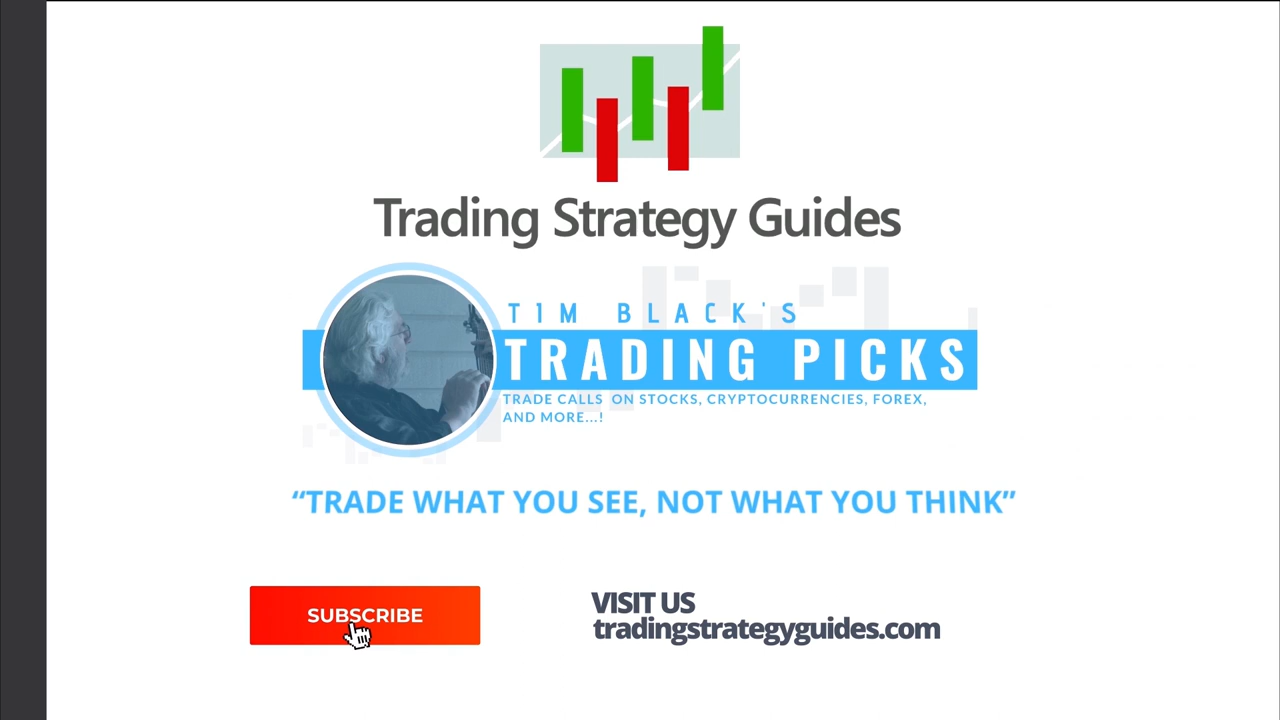 Trading Strategy Guides
TIM BLACK'S
TRADING PICKS
TRADE CALLS ON STOCKS, CRYPTOCURRENCIES, FOREX,
AND MORE...!
“TRADE WHAT YOU SEE, NOT WHAT YOU THINK”
SUBSCRIBE
VISIT US
tradingstrategyguides.com